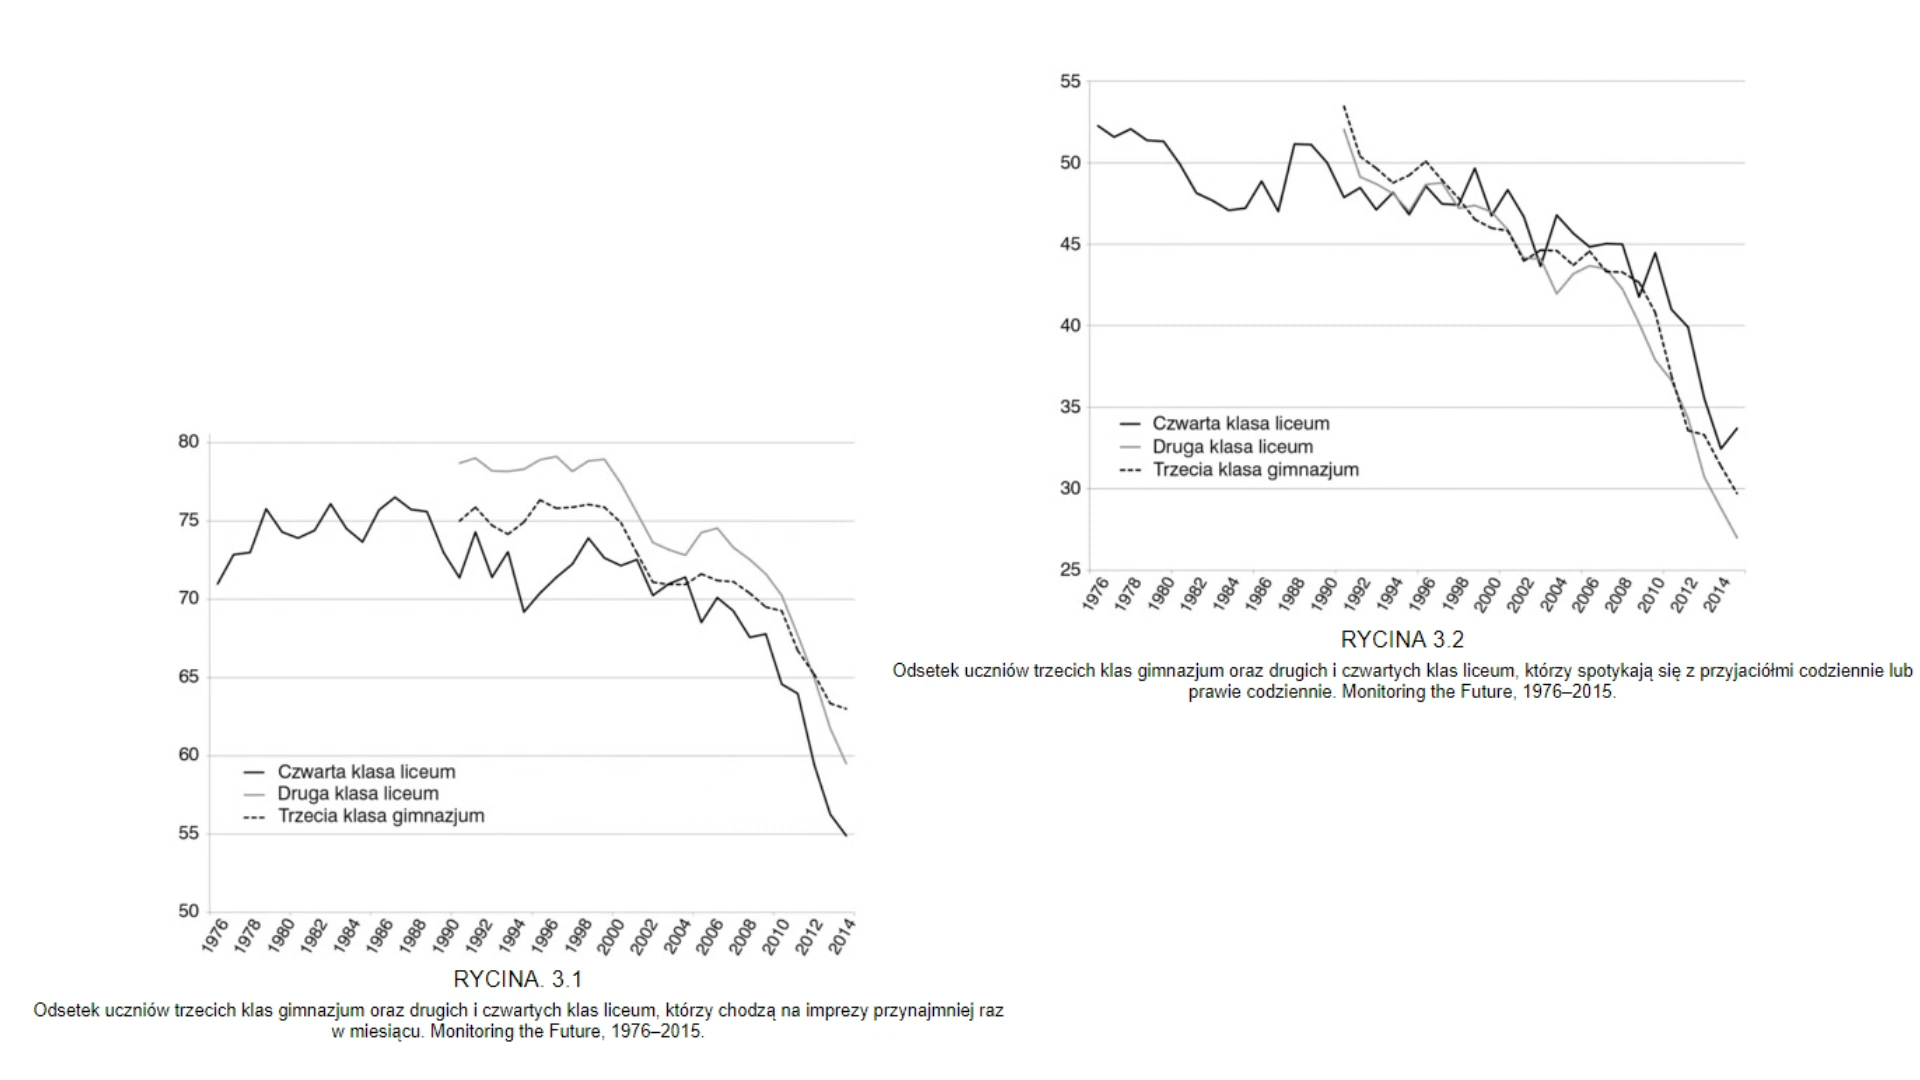 80
75
70
65
60
55
50
Czwarta klasa liceum
Druga klasa liceum
Trzecia klasa gimnazjum
1976 1978 1980 1982 1984 1986 1988 1990 1992 1994 1996 1998 2000 2002 2004 2006 2008 2010 2012 2014
RYCINA. 3.1
Odsetek uczniów trzecich klas gimnazjum oraz drugich i czwartych klas liceum, którzy chodzą na imprezy przynajmniej raz
w miesiącu. Monitoring the Future, 1976–2015.
55
50
45
40
35
30
25
Czwarta klasa liceum
Druga klasa liceum
Trzecia klasa gimnazjum
1976 1978 1980 1982 1984 1986 1988 1990 1992 1994 1996 1998 2000 2002 2004 2006 2008 2010 2012 2014
RYCINA 3.2
Odsetek uczniów trzecich klas gimnazjum oraz drugich i czwartych klas liceum, którzy spotykają się z przyjaciółmi codziennie lub
prawie codziennie. Monitoring the Future, 1976–2015.